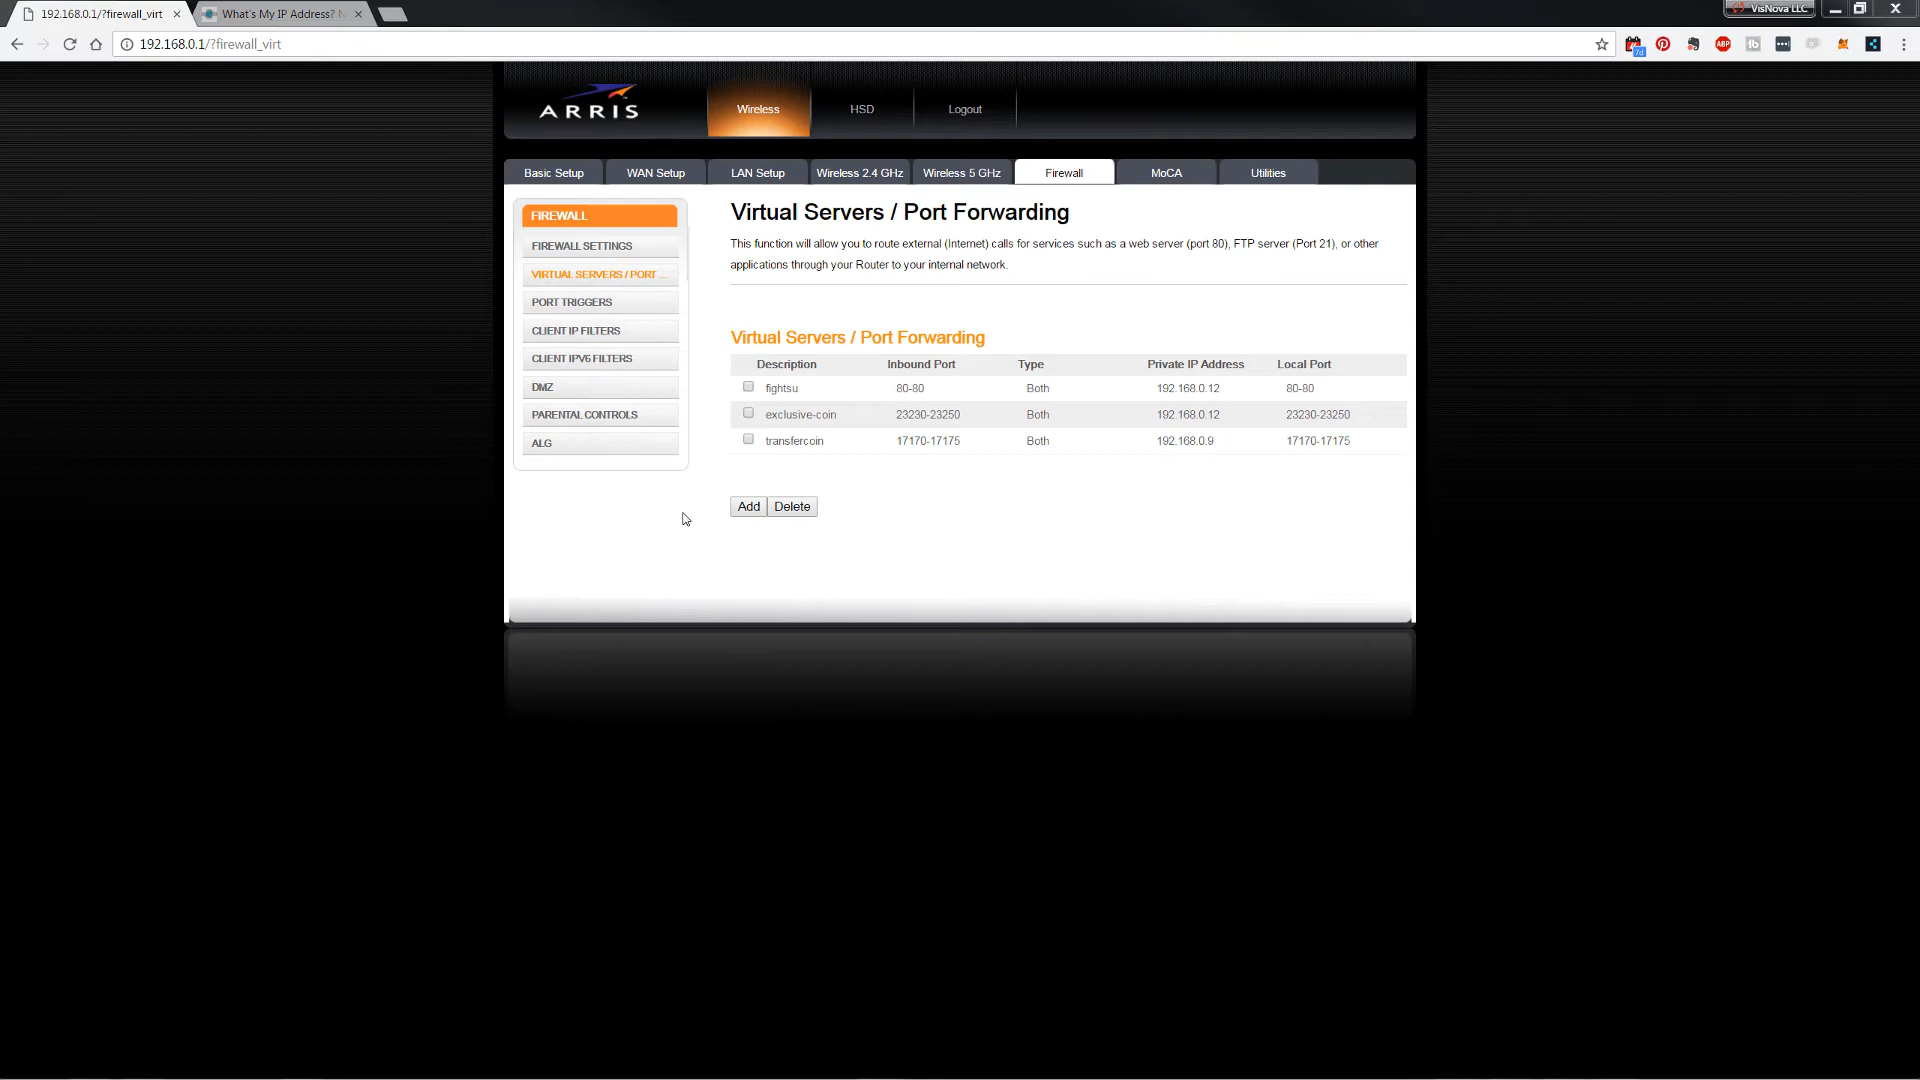 192.168.0.1/?firewall_virt
What's My IP Address? N
VisNova LLC
192.168.0.1/?firewall_virt
7d
ABP
ARRIS
Wireless
HSD
Logout
Basic Setup
WAN Setup
LAN Setup
Wireless 2.4 GHz
Wireless 5 GHz
Firewall
MoCA
Utilities
FIREWALL
FIREWALL SETTINGS
VIRTUAL SERVERS / PORT ...
PORT TRIGGERS
CLIENT IP FILTERS
CLIENT IPV6 FILTERS
DMZ
PARENTAL CONTROLS
ALG
Virtual Servers / Port Forwarding
This function will allow you to route external (Internet) calls for services such as a web server (port 80), FTP server (Port 21), or other
applications through your Router to your internal network.
Virtual Servers / Port Forwarding
Description Inbound Port Type Private IP Address Local Port
fightsu 80-80 Both 192.168.0.12 80-80
exclusive-coin 23230-23250 Both 192.168.0.12 23230-23250
transfercoin 17170-17175 Both 192.168.0.9 17170-17175
Add Delete